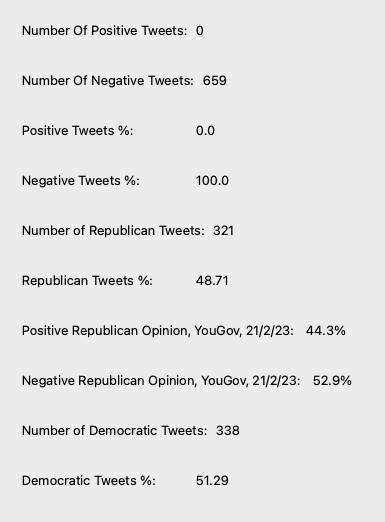 Number Of Positive Tweets: 0
Number Of Negative Tweets: 659
Positive Tweets %: 0.0
Negative Tweets %: 100.0
Number of Republican Tweets: 321
Republican Tweets %: 48.71
Positive Republican Opinion, YouGov, 21/2/23: 44.3%
Negative Republican Opinion, YouGov, 21/2/23: 52.9%
Number of Democratic Tweets: 338
Democratic Tweets %: 51.29